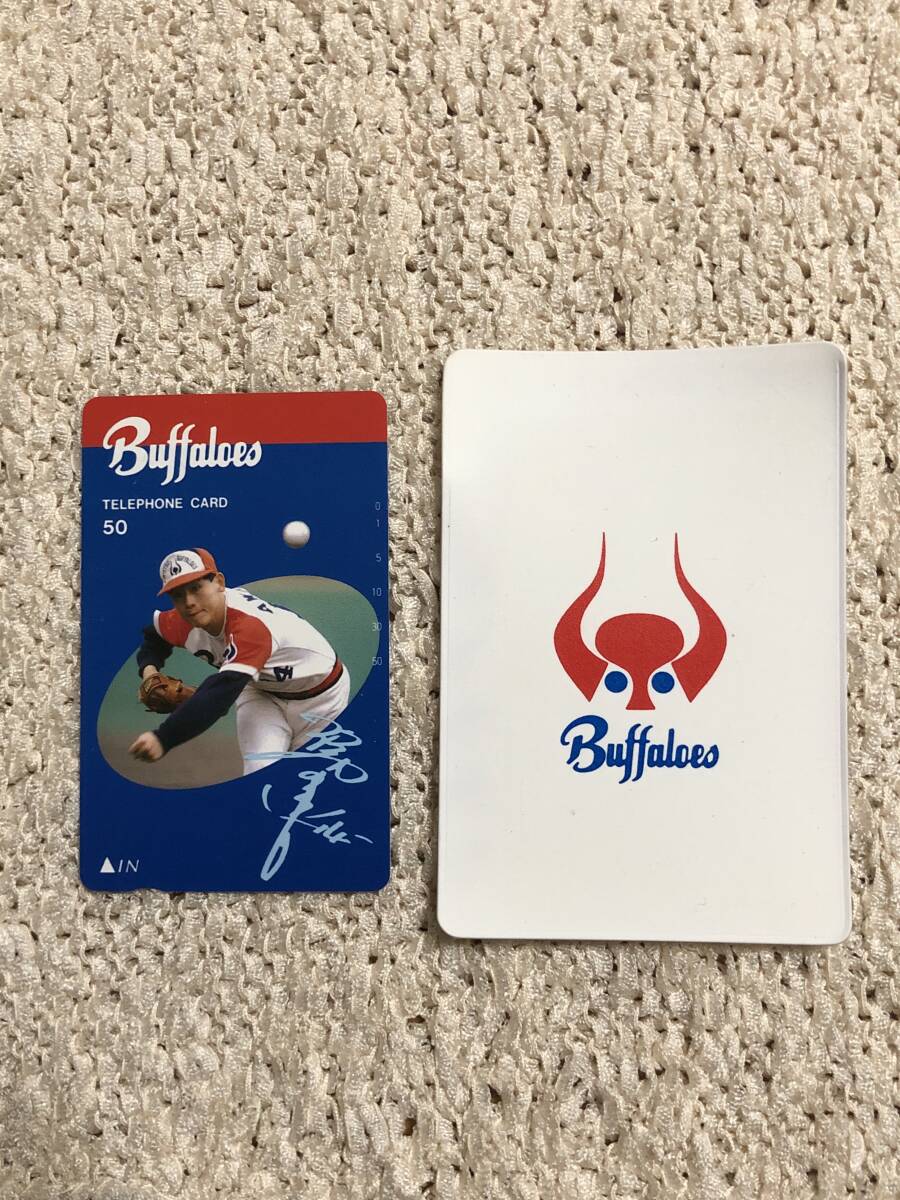 Buffaloes
TELEPHONE CARD
50
0
1
5
10
30
50
IN
Buffaloes